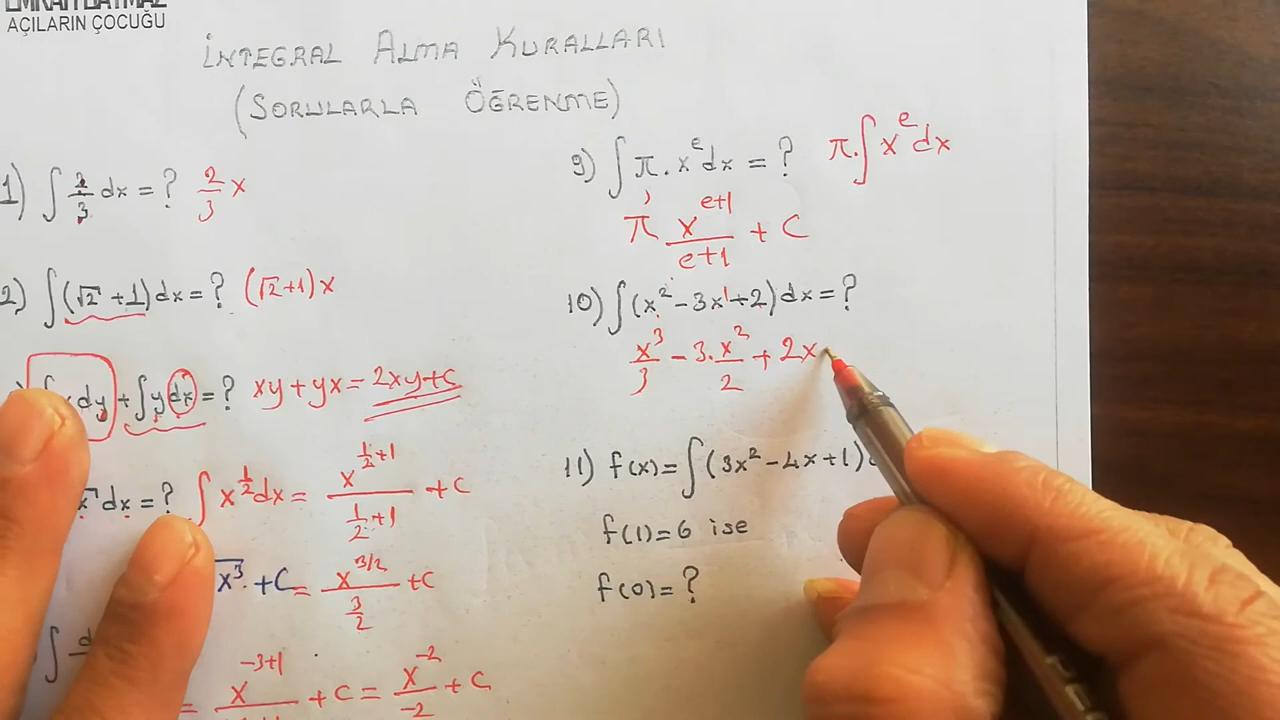 AÇILARIN ÇOCUĞU
İNTEGRAL ALMA KURALLARI
(SORULARLA ÖĞRENME)
1) ∫ 2/3 dx = ? 2/3 x
2) ∫(√2 + 1)dx = ? (√2+1)x
xdy + ∫ydx = ? xy + yx = 2xy+c
x dx = ? ∫ x^(1/2) dx = x^(1/2+1)/(1/2+1) + c
x³ + C = x^(3/2)/(3/2) + C
∫
= x^(-3+1) + C = x^(-2)/(-2) + C
9) ∫ π . x^e dx = ? π.∫ x^e dx
π x^(e+1)/(e+1) + C
10) ∫(x² - 3x¹ + 2) dx = ?
x³/3 - 3.x²/2 + 2x
11) f(x) = ∫(3x² - 4x + 1)
f(1) = 6 ise
f(0) = ?